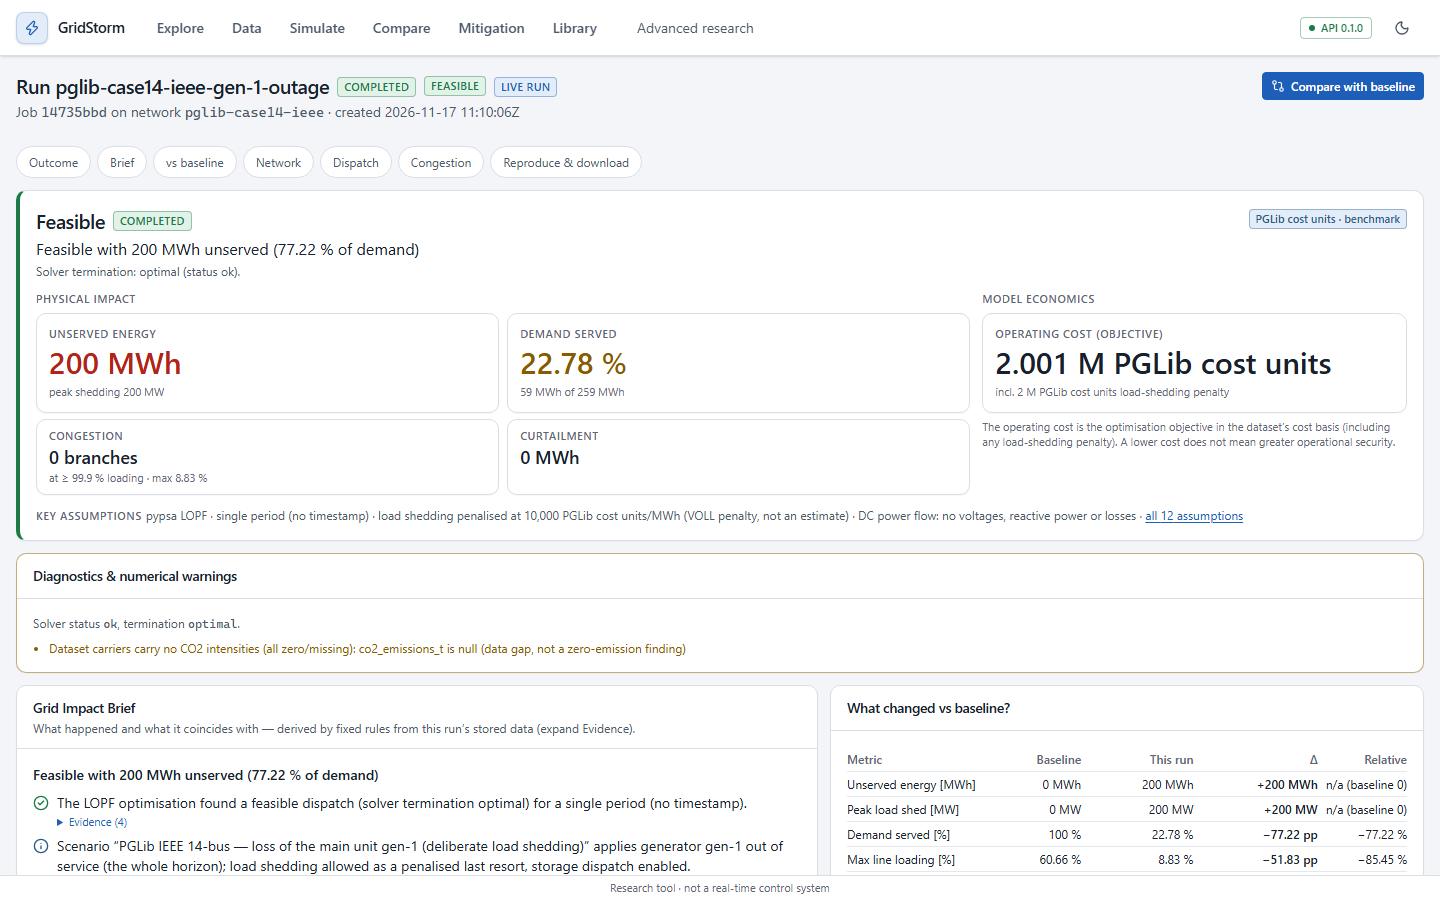 GridStorm Explore Data Simulate Compare Mitigation Library Advanced research API 0.1.0
Run pglib-case14-ieee-gen-1-outage COMPLETED FEASIBLE LIVE RUN Compare with baseline
Job 14735bbd on network pglib-case14-ieee · created 2026-11-17 11:10:06Z
Outcome Brief vs baseline Network Dispatch Congestion Reproduce & download
Feasible COMPLETED PGLib cost units · benchmark
Feasible with 200 MWh unserved (77.22 % of demand)
Solver termination: optimal (status ok).
PHYSICAL IMPACT
UNSERVED ENERGY
200 MWh
peak shedding 200 MW
DEMAND SERVED
22.78 %
59 MWh of 259 MWh
CONGESTION
0 branches
at ≥ 99.9 % loading · max 8.83 %
CURTAILMENT
0 MWh
MODEL ECONOMICS
OPERATING COST (OBJECTIVE)
2.001 M PGLib cost units
incl. 2 M PGLib cost units load-shedding penalty
The operating cost is the optimisation objective in the dataset's cost basis (including
any load-shedding penalty). A lower cost does not mean greater operational security.
KEY ASSUMPTIONS pypsa LOPF · single period (no timestamp) · load shedding penalised at 10,000 PGLib cost units/MWh (VOLL penalty, not an estimate) · DC power flow: no voltages, reactive power or losses · all 12 assumptions
Diagnostics & numerical warnings
Solver status ok, termination optimal.
• Dataset carriers carry no CO2 intensities (all zero/missing): co2_emissions_t is null (data gap, not a zero-emission finding)
Grid Impact Brief
What happened and what it coincides with — derived by fixed rules from this run's stored data (expand Evidence).
Feasible with 200 MWh unserved (77.22 % of demand)
The LOPF optimisation found a feasible dispatch (solver termination optimal) for a single period (no timestamp).
Evidence (4)
Scenario “PGLib IEEE 14-bus — loss of the main unit gen-1 (deliberate load shedding)” applies generator gen-1 out of
service (the whole horizon); load shedding allowed as a penalised last resort, storage dispatch enabled.
What changed vs baseline?
Metric Baseline This run Δ Relative
Unserved energy [MWh] 0 MWh 200 MWh +200 MWh n/a (baseline 0)
Peak load shed [MW] 0 MW 200 MW +200 MW n/a (baseline 0)
Demand served [%] 100 % 22.78 % −77.22 pp −77.22 %
Max line loading [%] 60.66 % 8.83 % −51.83 pp −85.45 %
Research tool · not a real-time control system